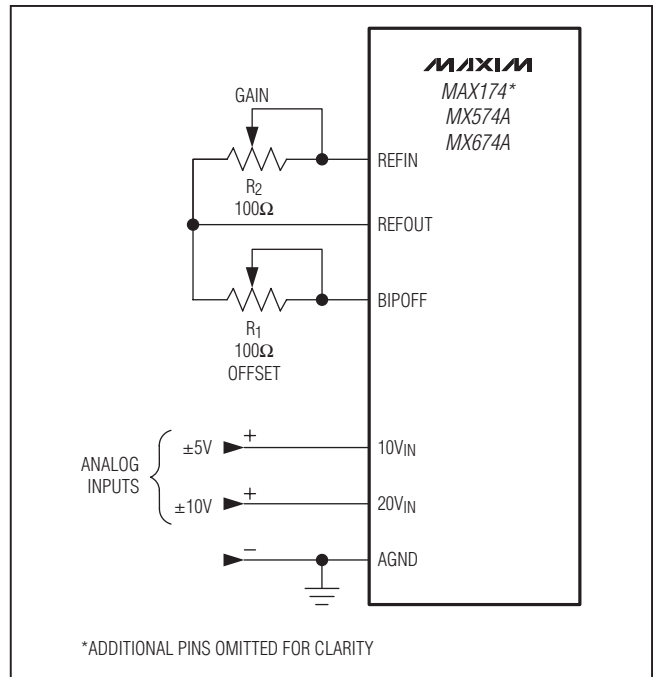 MAXIM
MAX174*
MX574A
MX674A
GAIN
R2
100Ω
REFIN
REFOUT
BIPOFF
R1
100Ω
OFFSET
ANALOG
INPUTS
±5V
+
10VIN
±10V
+
20VIN
−
AGND
*ADDITIONAL PINS OMITTED FOR CLARITY